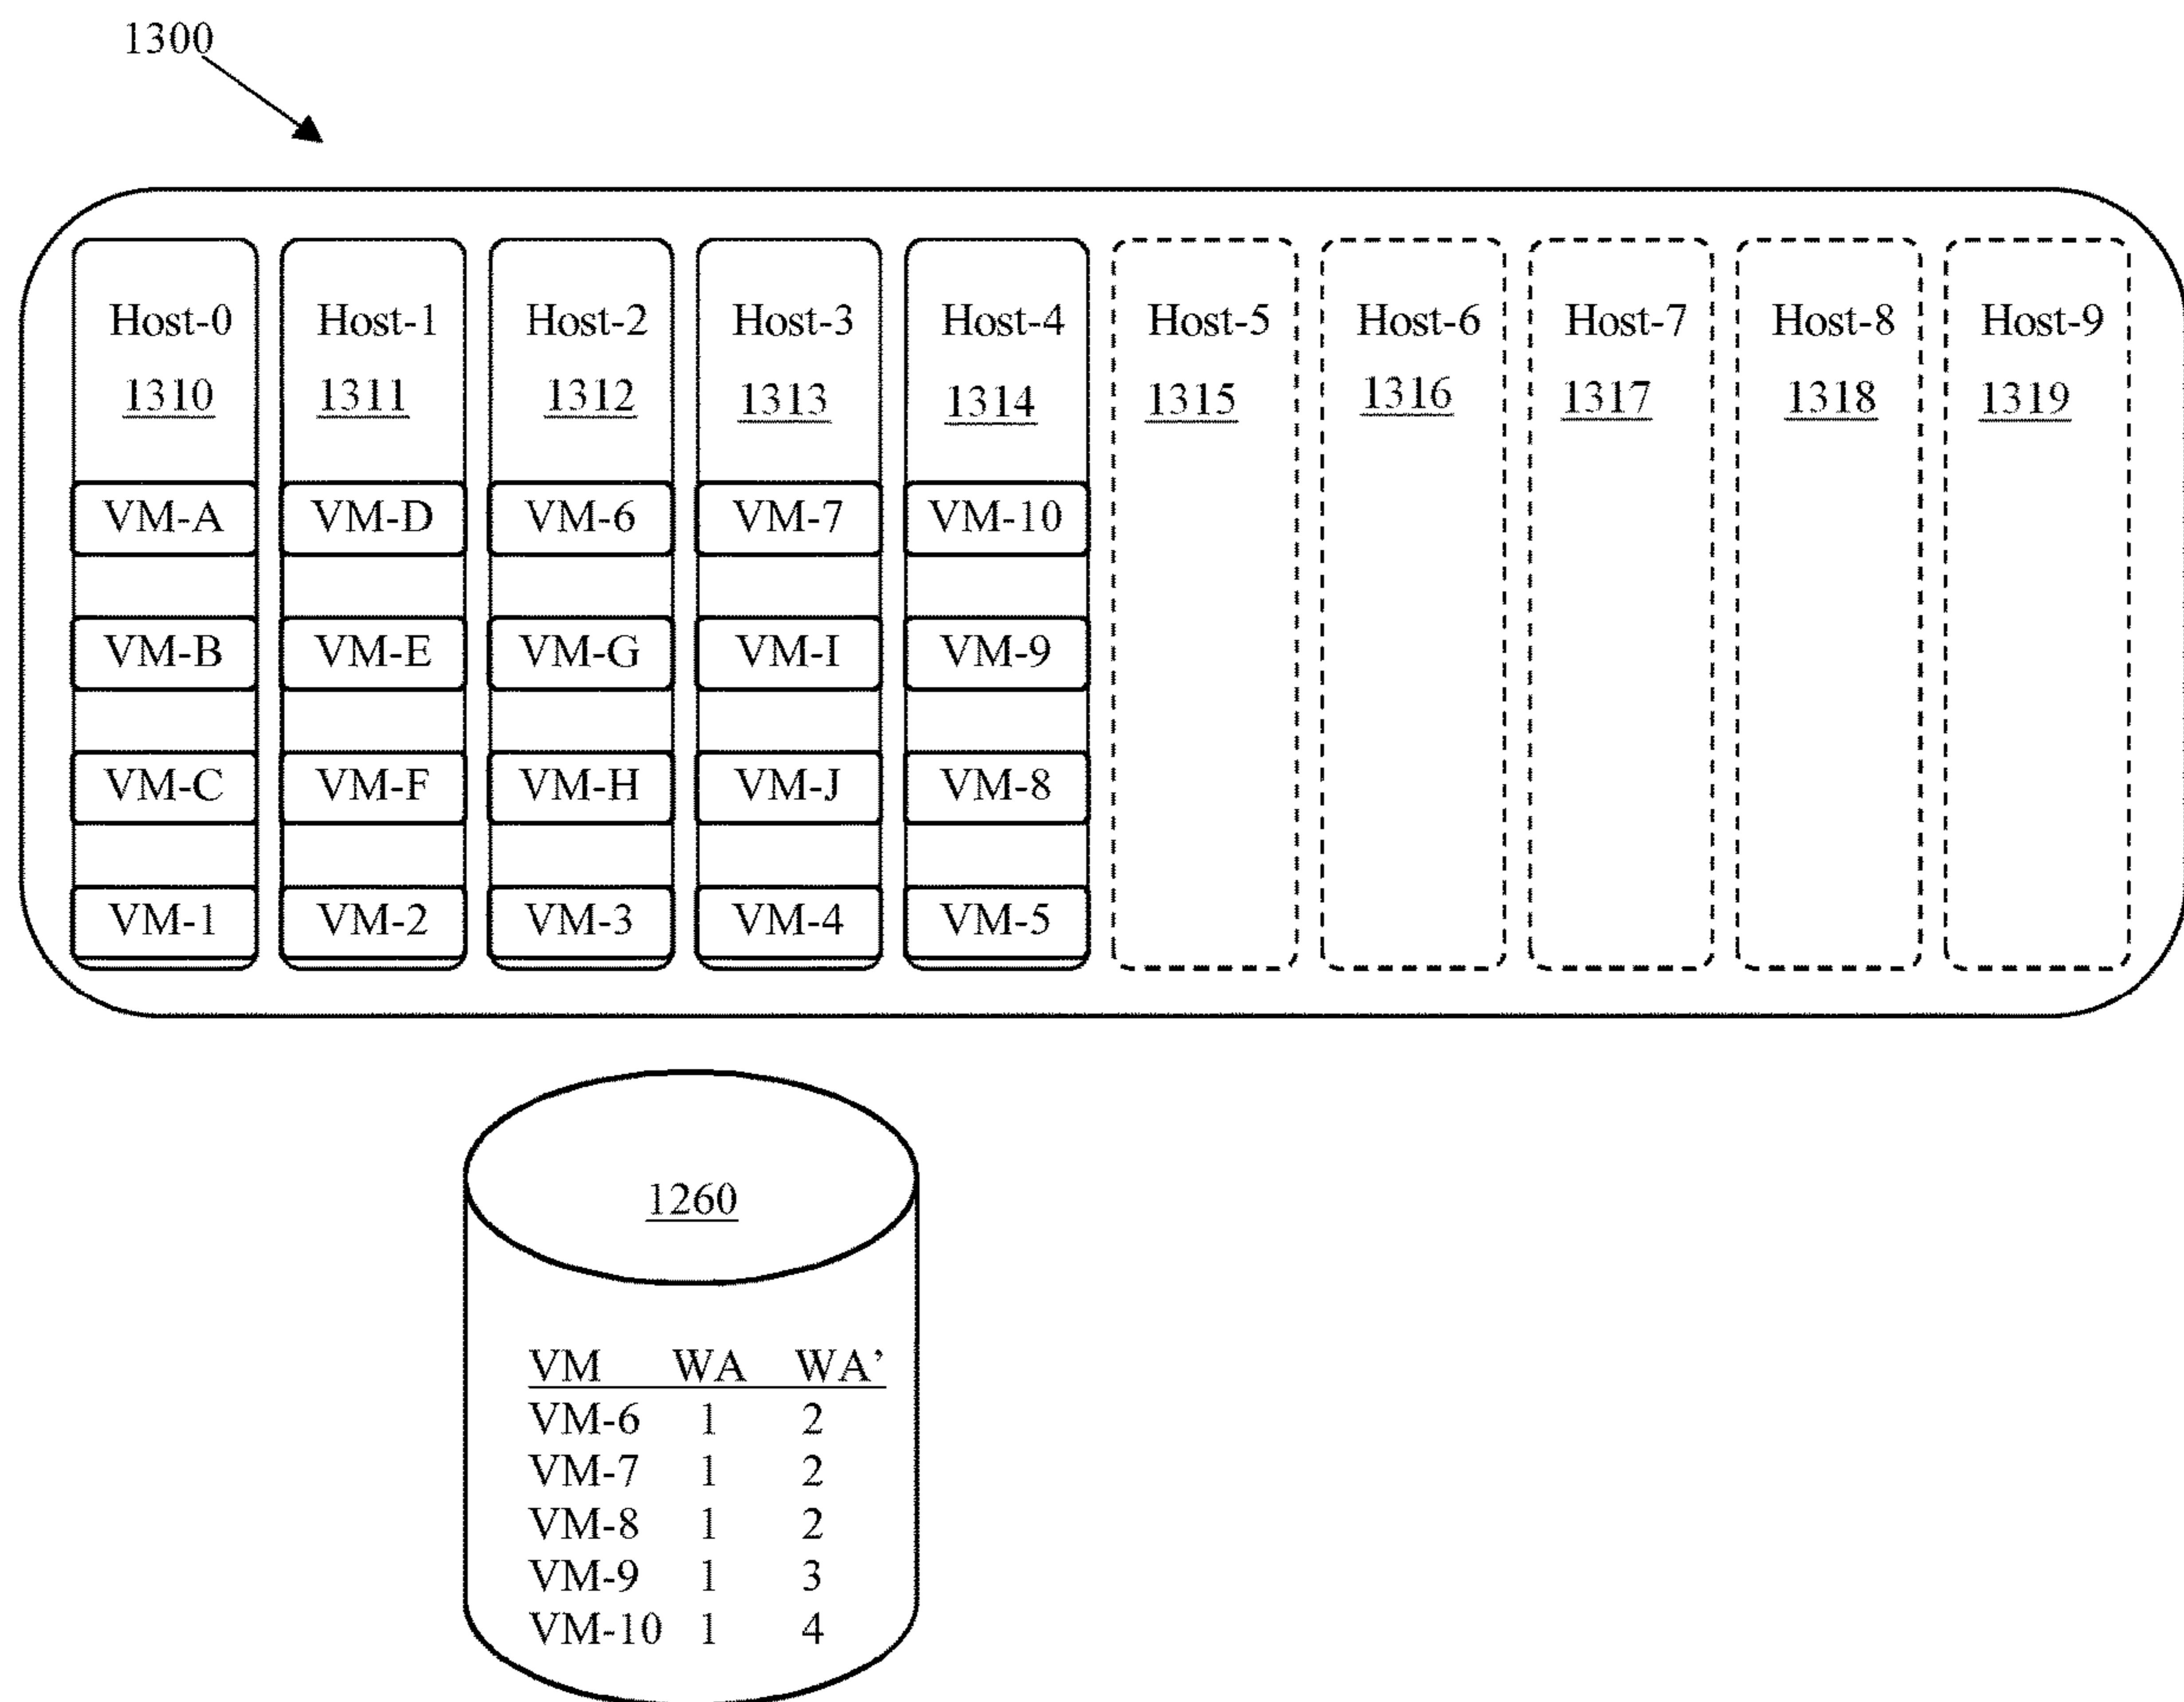 1300
Host-0 Host-1 Host-2 Host-3 Host-4 Host-5 Host-6 Host-7 Host-8 Host-9
1310 1311 1312 1313 1314 1315 1316 1317 1318 1319
VM-A VM-D VM-6 VM-7 VM-10
VM-B VM-E VM-G VM-I VM-9
VM-C VM-F VM-H VM-J VM-8
VM-1 VM-2 VM-3 VM-4 VM-5
1260
VM WA WA’
VM-6 1 2
VM-7 1 2
VM-8 1 2
VM-9 1 3
VM-10 1 4